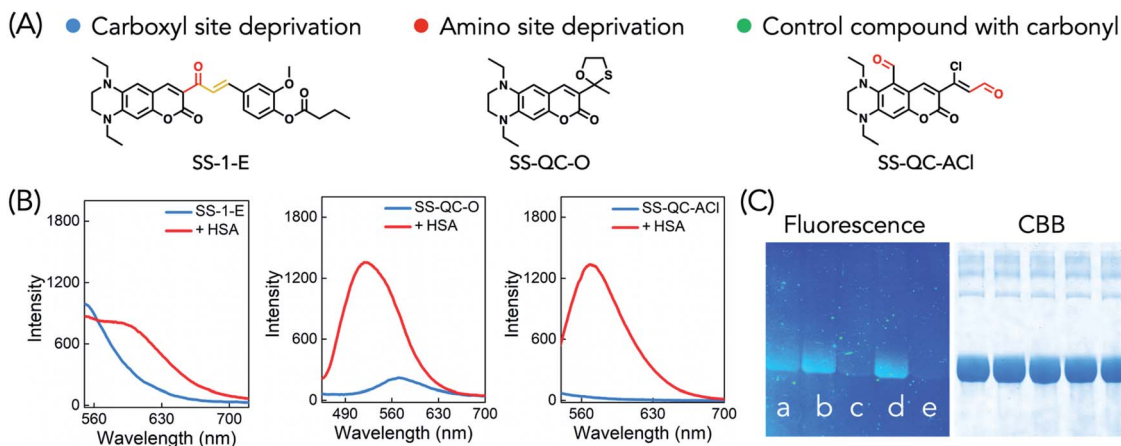 (A)
Carboxyl site deprivation
Amino site deprivation
Control compound with carbonyl
O
O
N
N
O
O
O
O
SS-1-E
N
N
O
O
O
S
SS-QC-O
O
Cl
O
N
N
O
O
SS-QC-ACl
(B)
1800
1200
600
0
Intensity
SS-1-E
+ HSA
560 630 700
Wavelength (nm)
1800
1200
600
0
Intensity
SS-QC-O
+ HSA
490 560 630 700
Wavelength (nm)
1800
1200
600
0
Intensity
SS-QC-ACl
+ HSA
560 630 700
Wavelength (nm)
(C)
Fluorescence
CBB
a b c d e